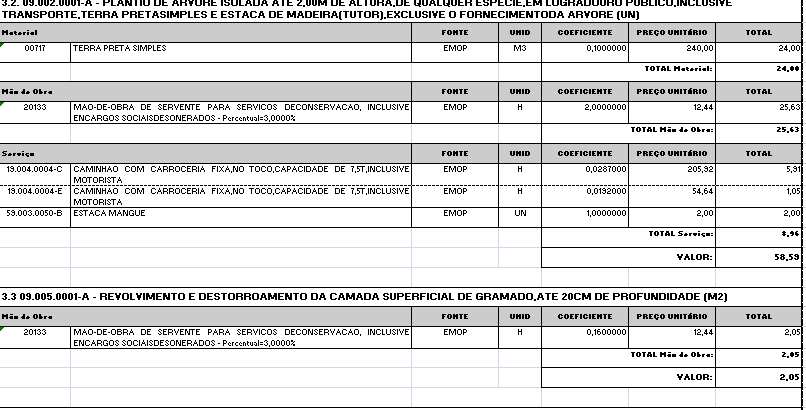 3.2. 09.002.0001-A - PLANTIO DE ARVORE ISOLADA ATE 2,00M DE ALTURA,DE QUALQUER ESPECIE,EM LOGRADOURO PUBLICO,INCLUSIVE
TRANSPORTE,TERRA PRETASIMPLES E ESTACA DE MADEIRA(TUTOR),EXCLUSIVE O FORNECIMENTODA ARVORE (UN)
Material FONTE UNID COEFICIENTE PREÇO UNITÁRIO TOTAL
00717 TERRA PRETA SIMPLES EMOP M3 0,1000000 240,00 24,00
TOTAL Material: 24,00
Mão de Obra FONTE UNID COEFICIENTE PREÇO UNITÁRIO TOTAL
20133 MAO-DE-OBRA DE SERVENTE PARA SERVICOS DECONSERVACAO, INCLUSIVE EMOP H 2,0000000 12,44 25,63
ENCARGOS SOCIAISDESONERADOS - Percentual=3,0000%
TOTAL Mão de Obra: 25,63
Serviço FONTE UNID COEFICIENTE PREÇO UNITÁRIO TOTAL
19.004.0004-C CAMINHAO COM CARROCERIA FIXA,NO TOCO,CAPACIDADE DE 7,5T,INCLUSIVE EMOP H 0,0287000 205,92 5,91
MOTORISTA
19.004.0004-E CAMINHAO COM CARROCERIA FIXA,NO TOCO,CAPACIDADE DE 7,5T,INCLUSIVE EMOP H 0,0192000 54,64 1,05
MOTORISTA
59.003.0050-B ESTACA MANGUE EMOP UN 1,0000000 2,00 2,00
TOTAL Serviço: 8,96
VALOR: 58,59
3.3 09.005.0001-A - REVOLVIMENTO E DESTORROAMENTO DA CAMADA SUPERFICIAL DE GRAMADO,ATE 20CM DE PROFUNDIDADE (M2)
Mão de Obra FONTE UNID COEFICIENTE PREÇO UNITÁRIO TOTAL
20133 MAO-DE-OBRA DE SERVENTE PARA SERVICOS DECONSERVACAO, INCLUSIVE EMOP H 0,1600000 12,44 2,05
ENCARGOS SOCIAISDESONERADOS - Percentual=3,0000%
TOTAL Mão de Obra: 2,05
VALOR: 2,05